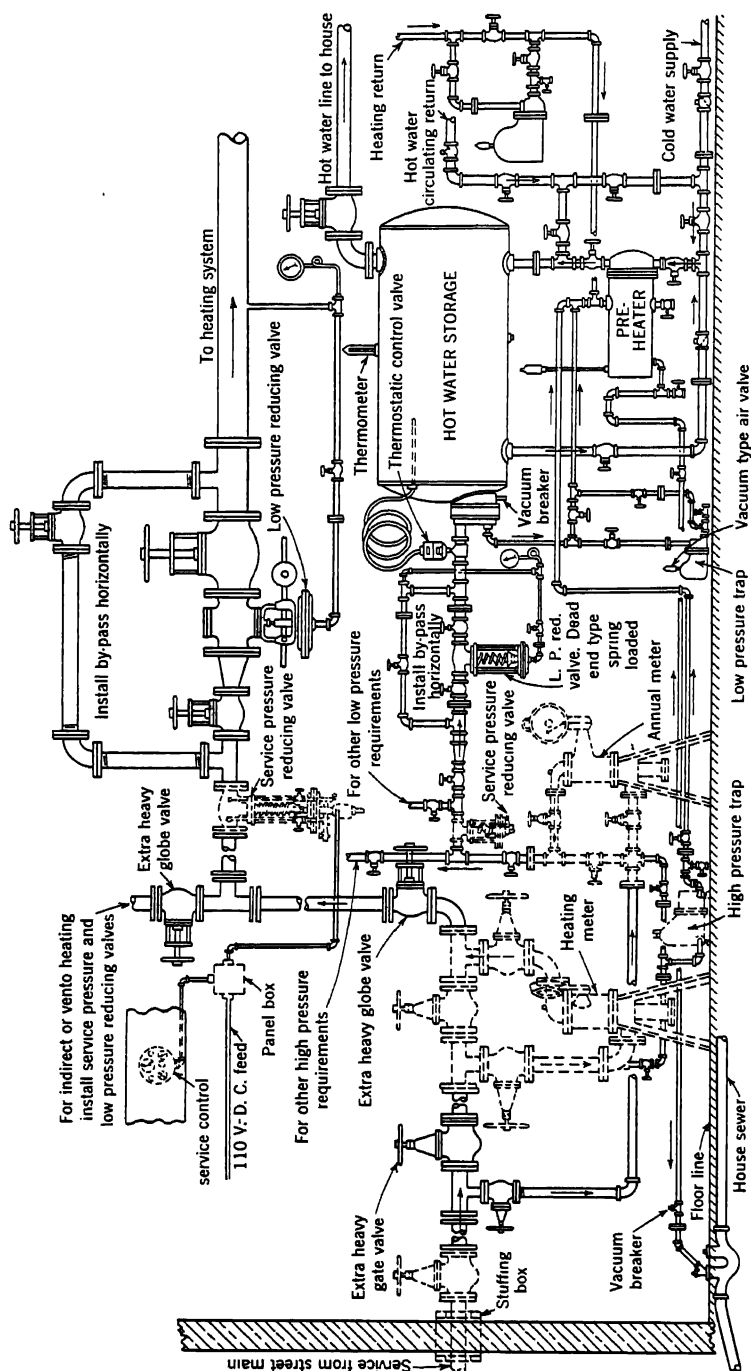 Service from street main
Stuffing
box
Extra heavy
gate valve
Vacuum
breaker
Floor line
House sewer
For indirect or vento heating
install service pressure and
low pressure reducing valves
service control
110 V.- D. C. feed
Panel box
Extra heavy
globe valve
For other high pressure
requirements
Extra heavy globe valve
Heating
meter
High pressure trap
Service pressure
reducing valve
For other low pressure
requirements
Service pressure
reducing valve
Annual meter
Install by-pass horizontally
Install by-pass
horizontally
L. P. red.
valve. Dead
end type
spring
loaded
Low pressure reducing valve
To heating system
Thermometer
Thermostatic control valve
HOT WATER STORAGE
Vacuum
breaker
Low pressure trap
Vacuum type air valve
PRE-
HEATER
Hot water line to house
Heating return
Hot water
circulating return
Cold water supply